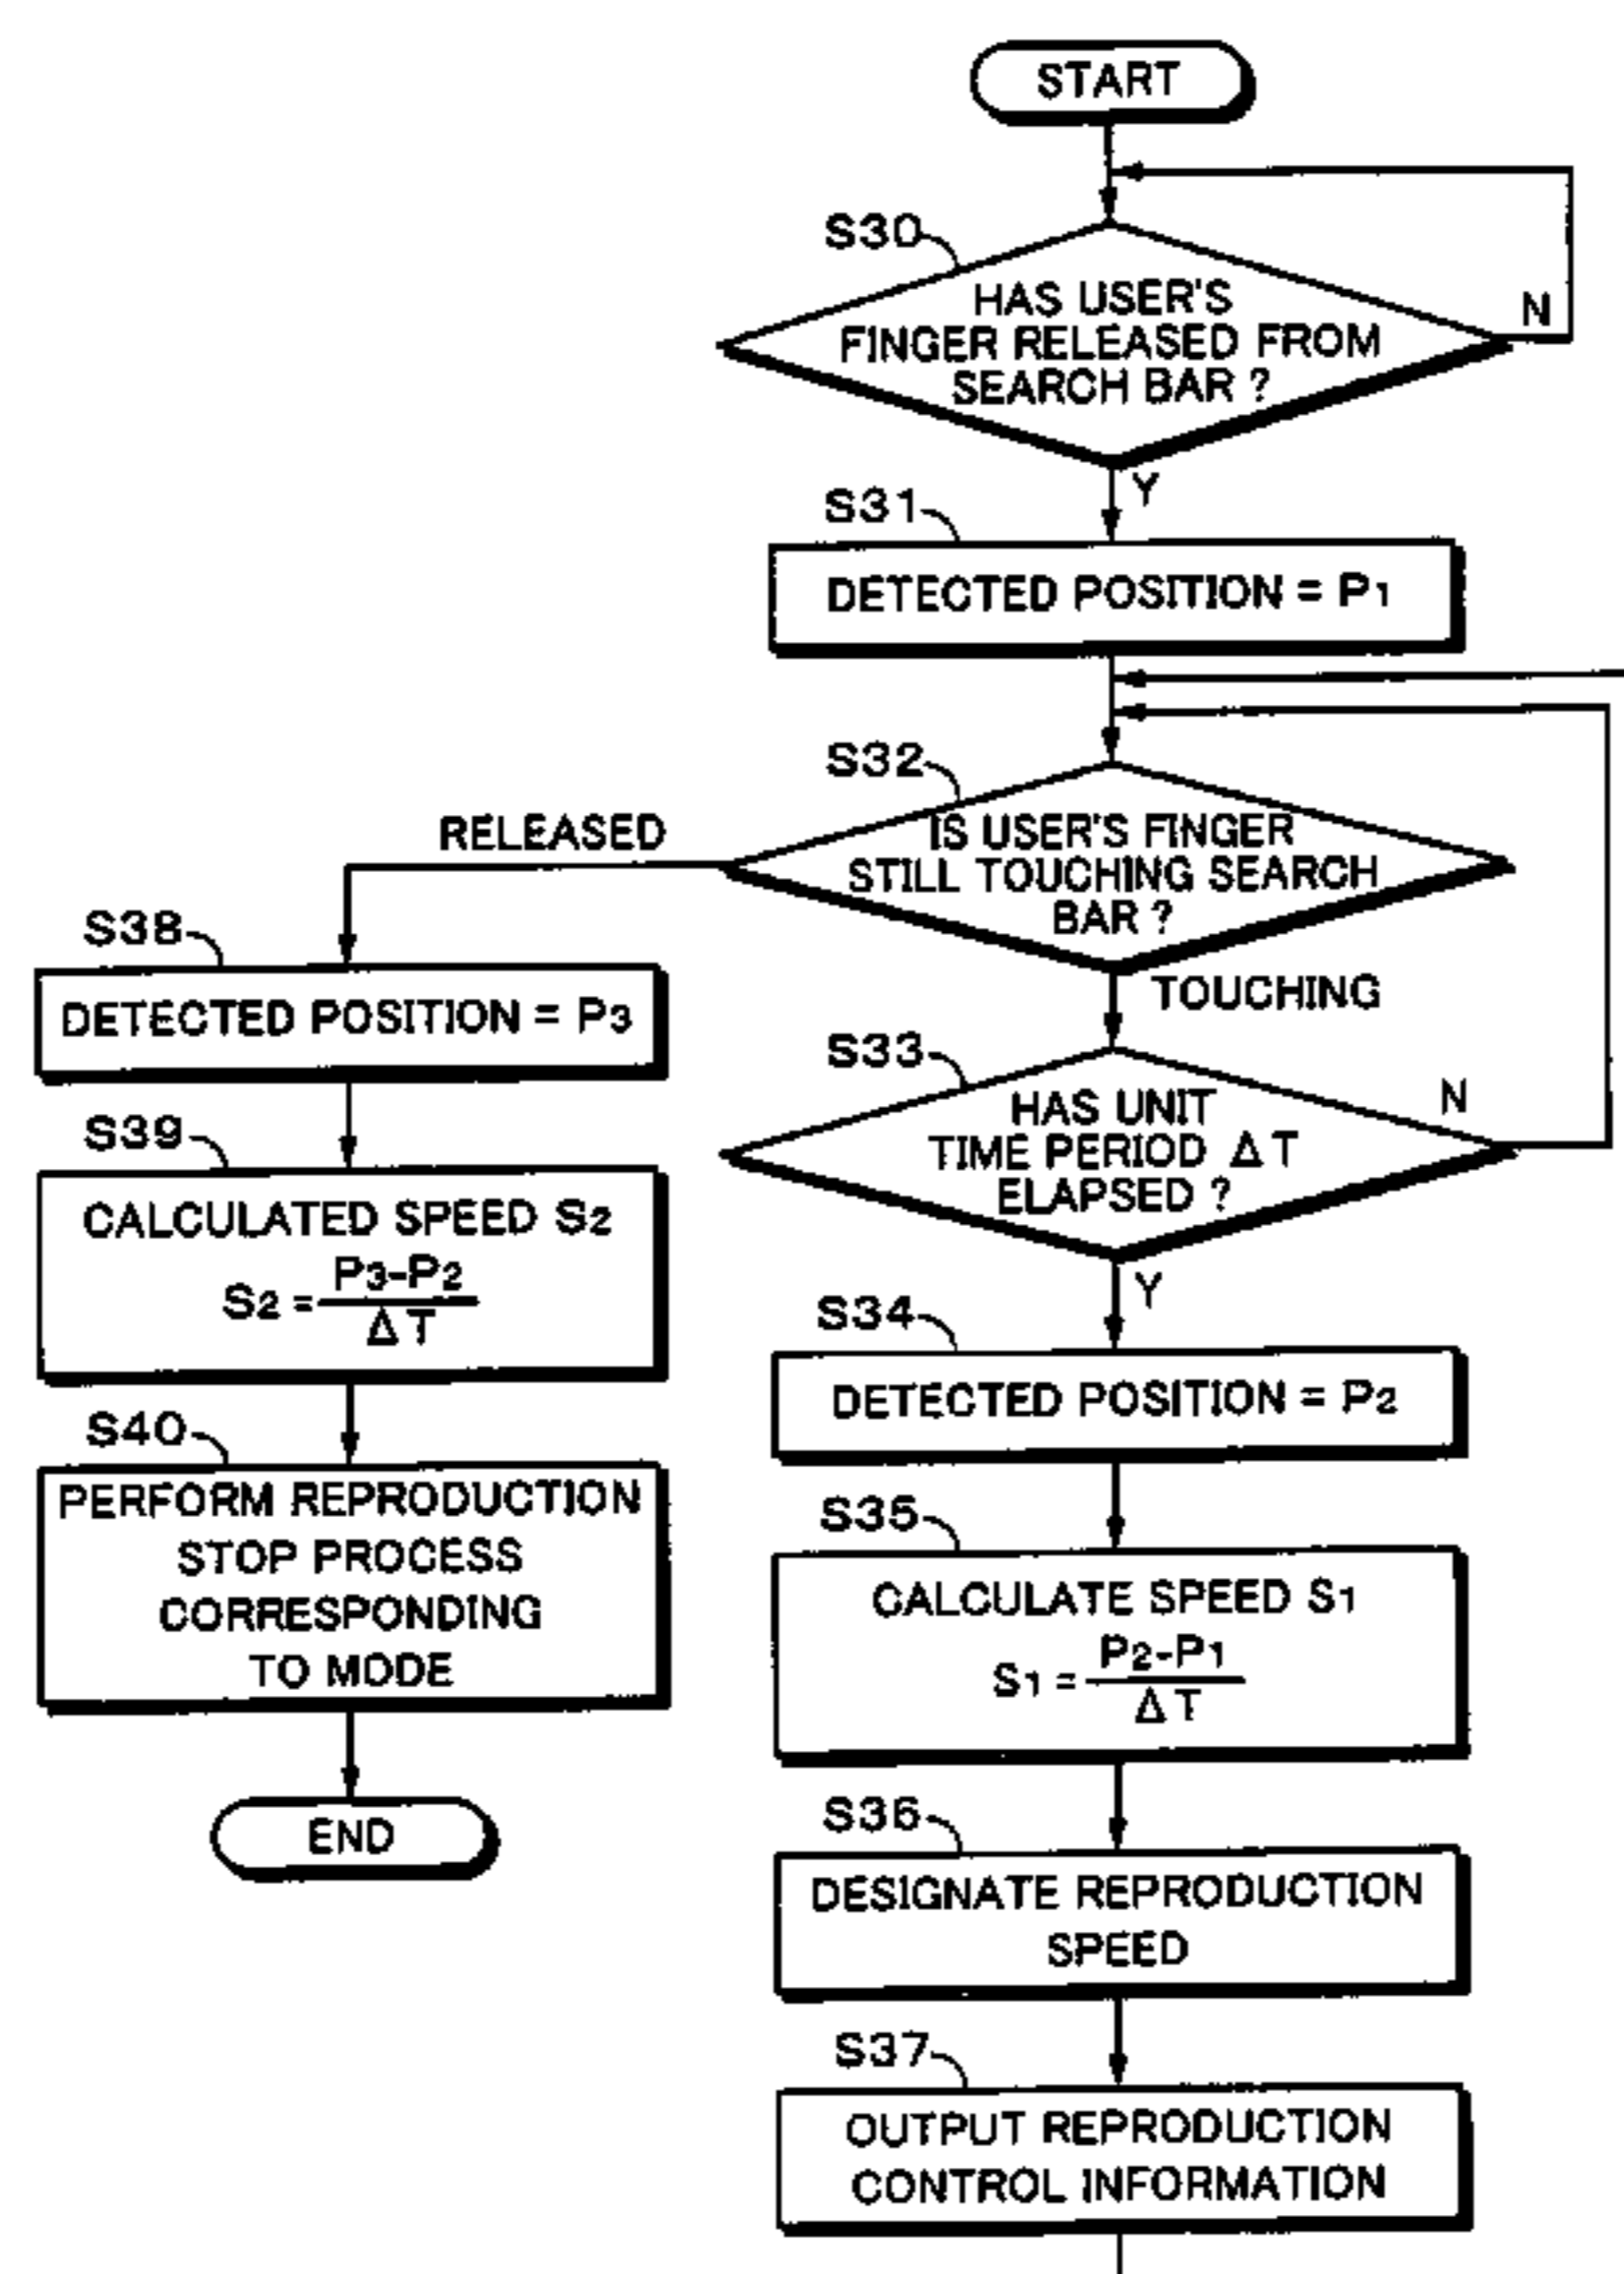 START
S30
HAS USER'S
FINGER RELEASED FROM
SEARCH BAR ?
N
Y
S31
DETECTED POSITION = P1
S32
IS USER'S FINGER
STILL TOUCHING SEARCH
BAR ?
RELEASED
TOUCHING
S33
HAS UNIT
TIME PERIOD Δ T
ELAPSED ?
N
Y
S34
DETECTED POSITION = P2
S35
CALCULATE SPEED S1
S1 = P2-P1
Δ T
S36
DESIGNATE REPRODUCTION
SPEED
S37
OUTPUT REPRODUCTION
CONTROL INFORMATION
S38
DETECTED POSITION = P3
S39
CALCULATED SPEED S2
S2 = P3-P2
Δ T
S40
PERFORM REPRODUCTION
STOP PROCESS
CORRESPONDING
TO MODE
END